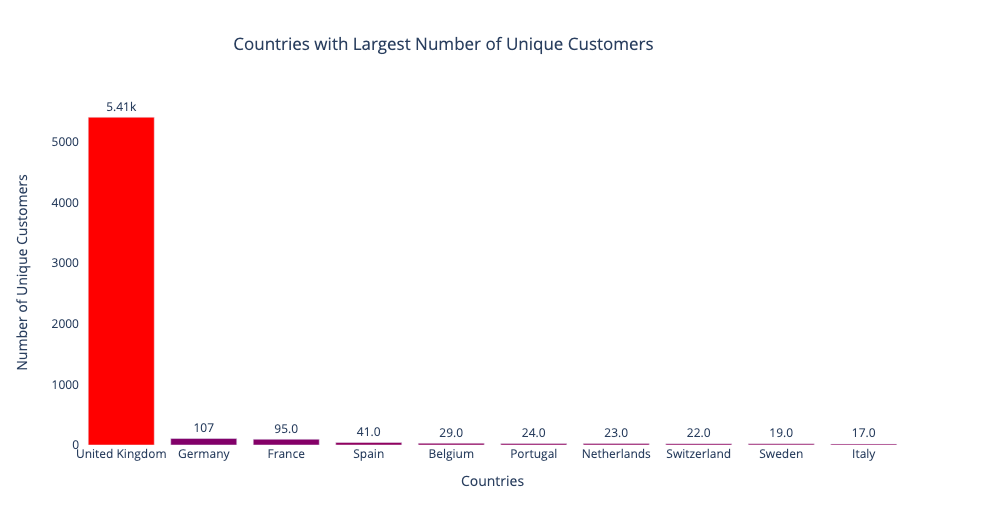 Countries with Largest Number of Unique Customers
Number of Unique Customers
5000
4000
3000
2000
1000
0
5.41k
107
95.0
41.0
29.0
24.0
23.0
22.0
19.0
17.0
United Kingdom
Germany
France
Spain
Belgium
Portugal
Netherlands
Switzerland
Sweden
Italy
Countries